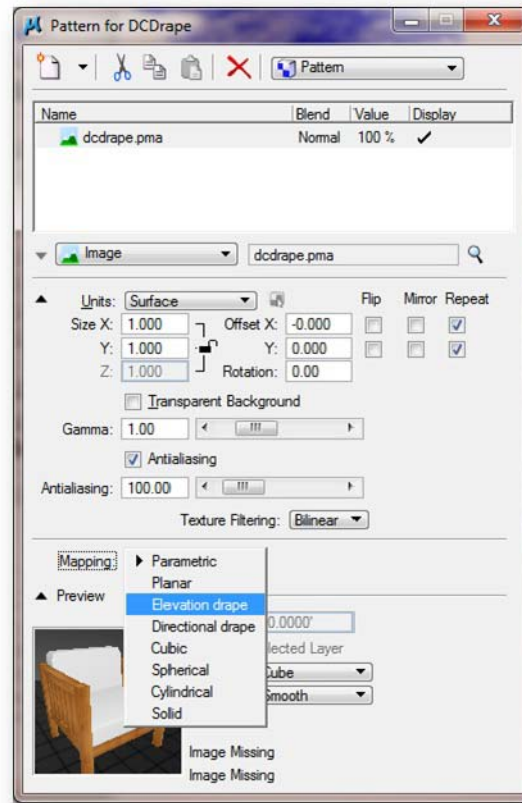 Pattern for DCDrape
Pattern
Name Blend Value Display
dcdrape.pma Normal 100 %
Image dcdrape.pma
Units: Surface Flip Mirror Repeat
Size X: 1.000 Offset X: -0.000
Y: 1.000 Y: 0.000
Z: 1.000 Rotation: 0.00
Transparent Background
Gamma: 1.00
Antialiasing
Antialiasing: 100.00
Texture Filtering: Bilinear
Mapping: Parametric
Planar
Preview
Elevation drape
Directional drape
Cubic lected Layer
Spherical Cube
Cylindrical Smooth
Solid
Image Missing
Image Missing